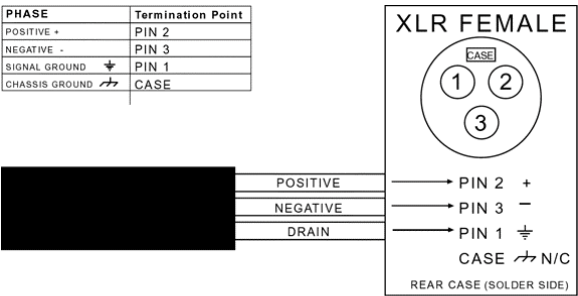 PHASE Termination Point
POSITIVE + PIN 2
NEGATIVE - PIN 3
SIGNAL GROUND PIN 1
CHASSIS GROUND CASE
XLR FEMALE
CASE
1 2
3
POSITIVE PIN 2 +
NEGATIVE PIN 3 −
DRAIN PIN 1
CASE N/C
REAR CASE (SOLDER SIDE)